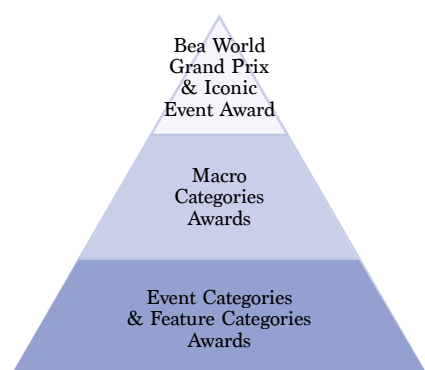 Bea World
Grand Prix
& Iconic
Event Award
Macro
Categories
Awards
Event Categories
& Feature Categories
Awards